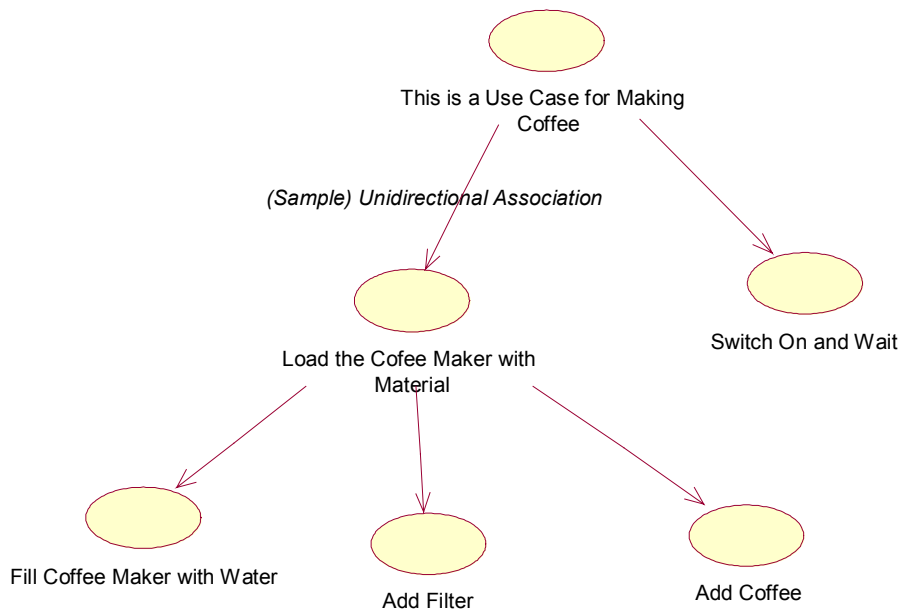 This is a Use Case for Making
Coffee
(Sample) Unidirectional Association
Switch On and Wait
Load the Cofee Maker with
Material
Fill Coffee Maker with Water
Add Filter
Add Coffee